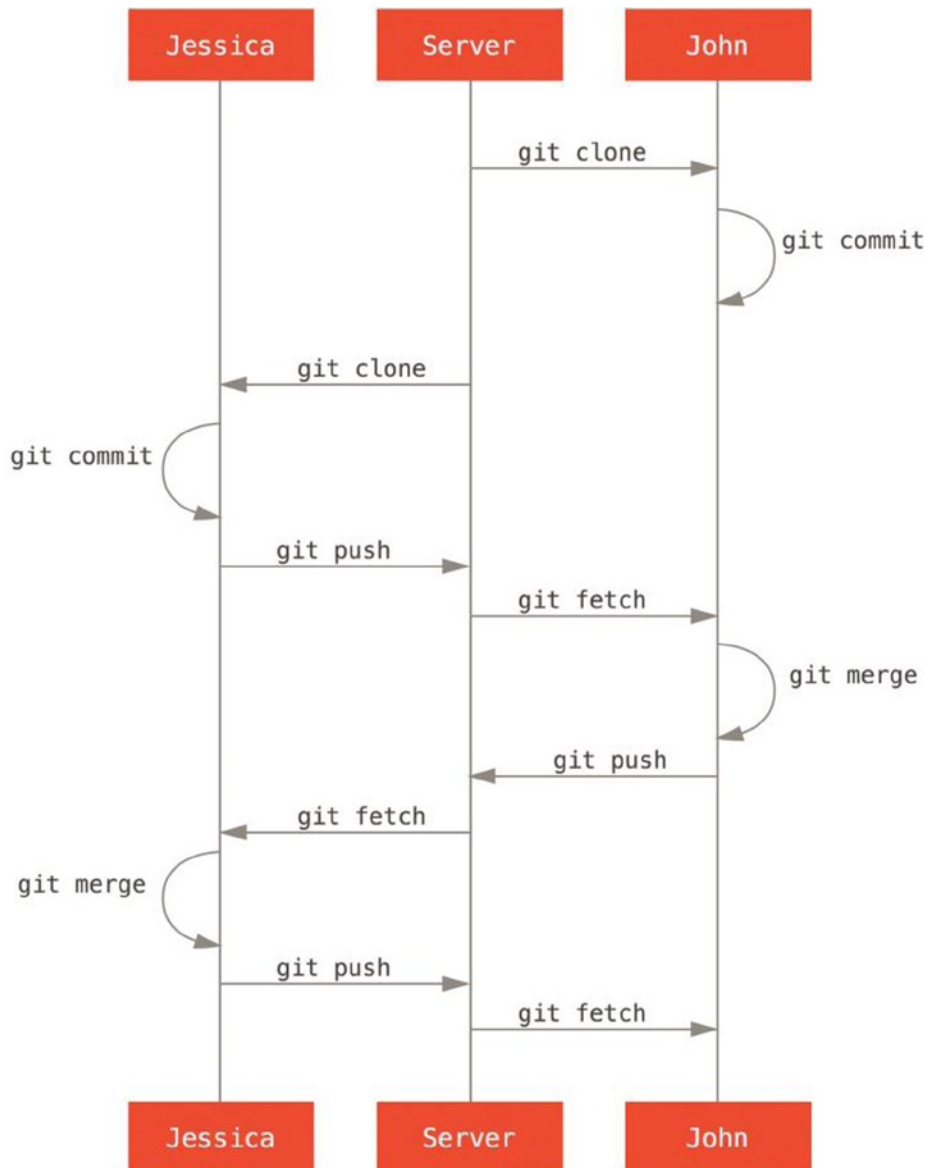 Jessica
Server
John
git clone
git commit
git clone
git commit
git push
git fetch
git merge
git push
git fetch
git merge
git push
git fetch
Jessica
Server
John